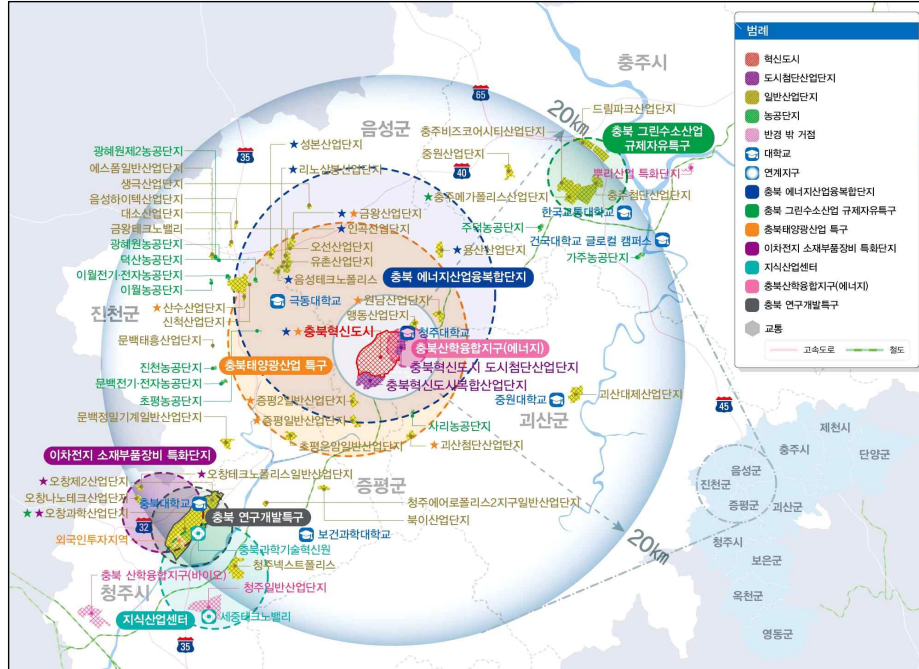 범례
혁신도시
도시첨단산업단지
일반산업단지
농공단지
반경 밖 거점
대학교
연계지구
충북 에너지산업융복합단지
충북 그린수소산업 규제자유특구
충북태양광산업 특구
이차전지 소재부품장비 특화단지
지식산업센터
충북산학융합지구(에너지)
충북 연구개발특구
교통
고속도로
철도
충주시
65
20km
드림파크산업단지
음성군
충주비즈코어시티산업단지
충북 그린수소산업
규제자유특구
광혜원제2농공단지
35
★성본산업단지
중원산업단지
에스폼일반산업단지
★리노삼봉산업단지
40
뿌리산업 특화단지
생극산업단지
★충주메가폴리스산업단지
충주첨단산업단지
음성하이텍산업단지
대소산업단지
★★금왕산업단지
한국교통대학교
금왕테크노밸리
★인곡전원단지
주덕농공단지
건국대학교 글로컬 캠퍼스
광혜원농공단지
오선산업단지
★용산산업단지
가주농공단지
덕산농공단지
유촌산업단지
이월전기·전자농공단지
★음성테크노폴리스
충북 에너지산업융복합단지
이월농공단지
극동대학교
★원남산업단지
★산수산업단지
맹동산업단지
진천군
신척산업단지
★★충북혁신도시
청주대학교
문백태흥산업단지
충북산학융합지구(에너지)
충북태양광산업 특구
충북혁신도시 도시첨단산업단지
진천농공단지
충북혁신도시복합산업단지
문백전기·전자농공단지
초평농공단지
★증평2일반산업단지
중원대학교
괴산대제산업단지
45
문백정밀기계일반산업단지
★증평일반산업단지
사리농공단지
괴산군
초평은암일반산업단지
★괴산첨단산업단지
이차전지 소재부품장비 특화단지
★오창테크노폴리스일반산업단지
증평군
★오창제2산업단지
오창나노테크산업단지
충북대학교
청주에어로폴리스2지구일반산업단지
★★오창과학산업단지
충북 연구개발특구
북이산업단지
32
보건과학대학교
외국인투자지역
충북과학기술혁신원
20km
청주넥스트폴리스
충북 산학융합지구(바이오)
청주일반산업단지
청주시
지식산업센터
세중테크노밸리
35
제천시
충주시
단양군
음성군
진천군
증평군
괴산군
청주시
보은군
옥천군
영동군